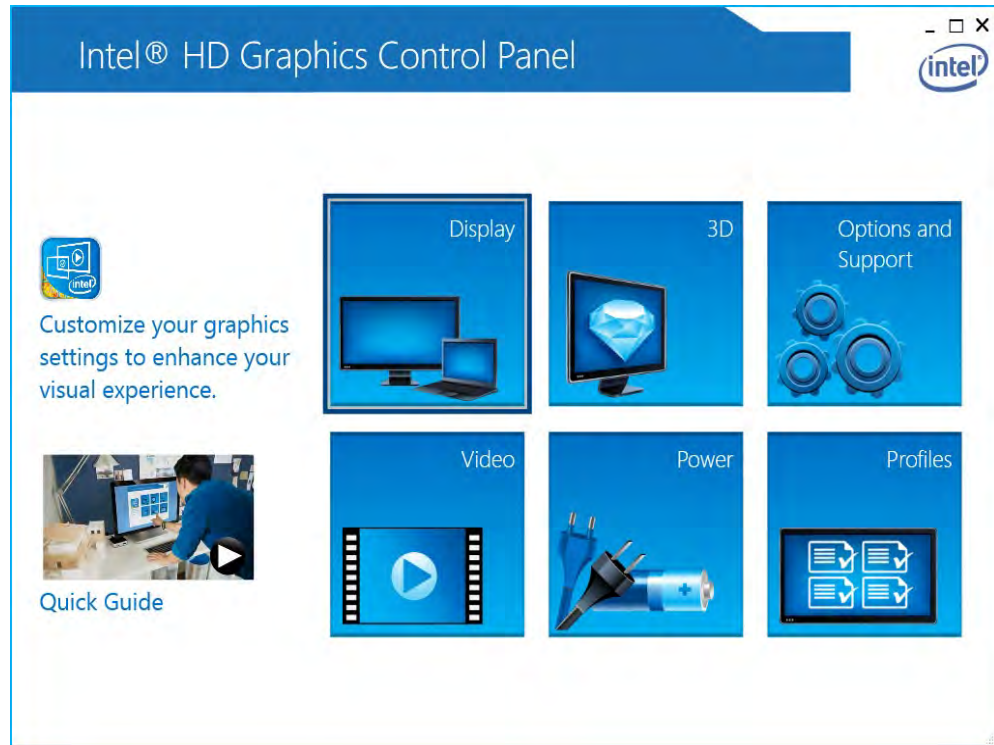 Intel® HD Graphics Control Panel
intel
Display
3D
Options and
Support
intel
Customize your graphics
settings to enhance your
visual experience.
Video
Power
Profiles
Quick Guide